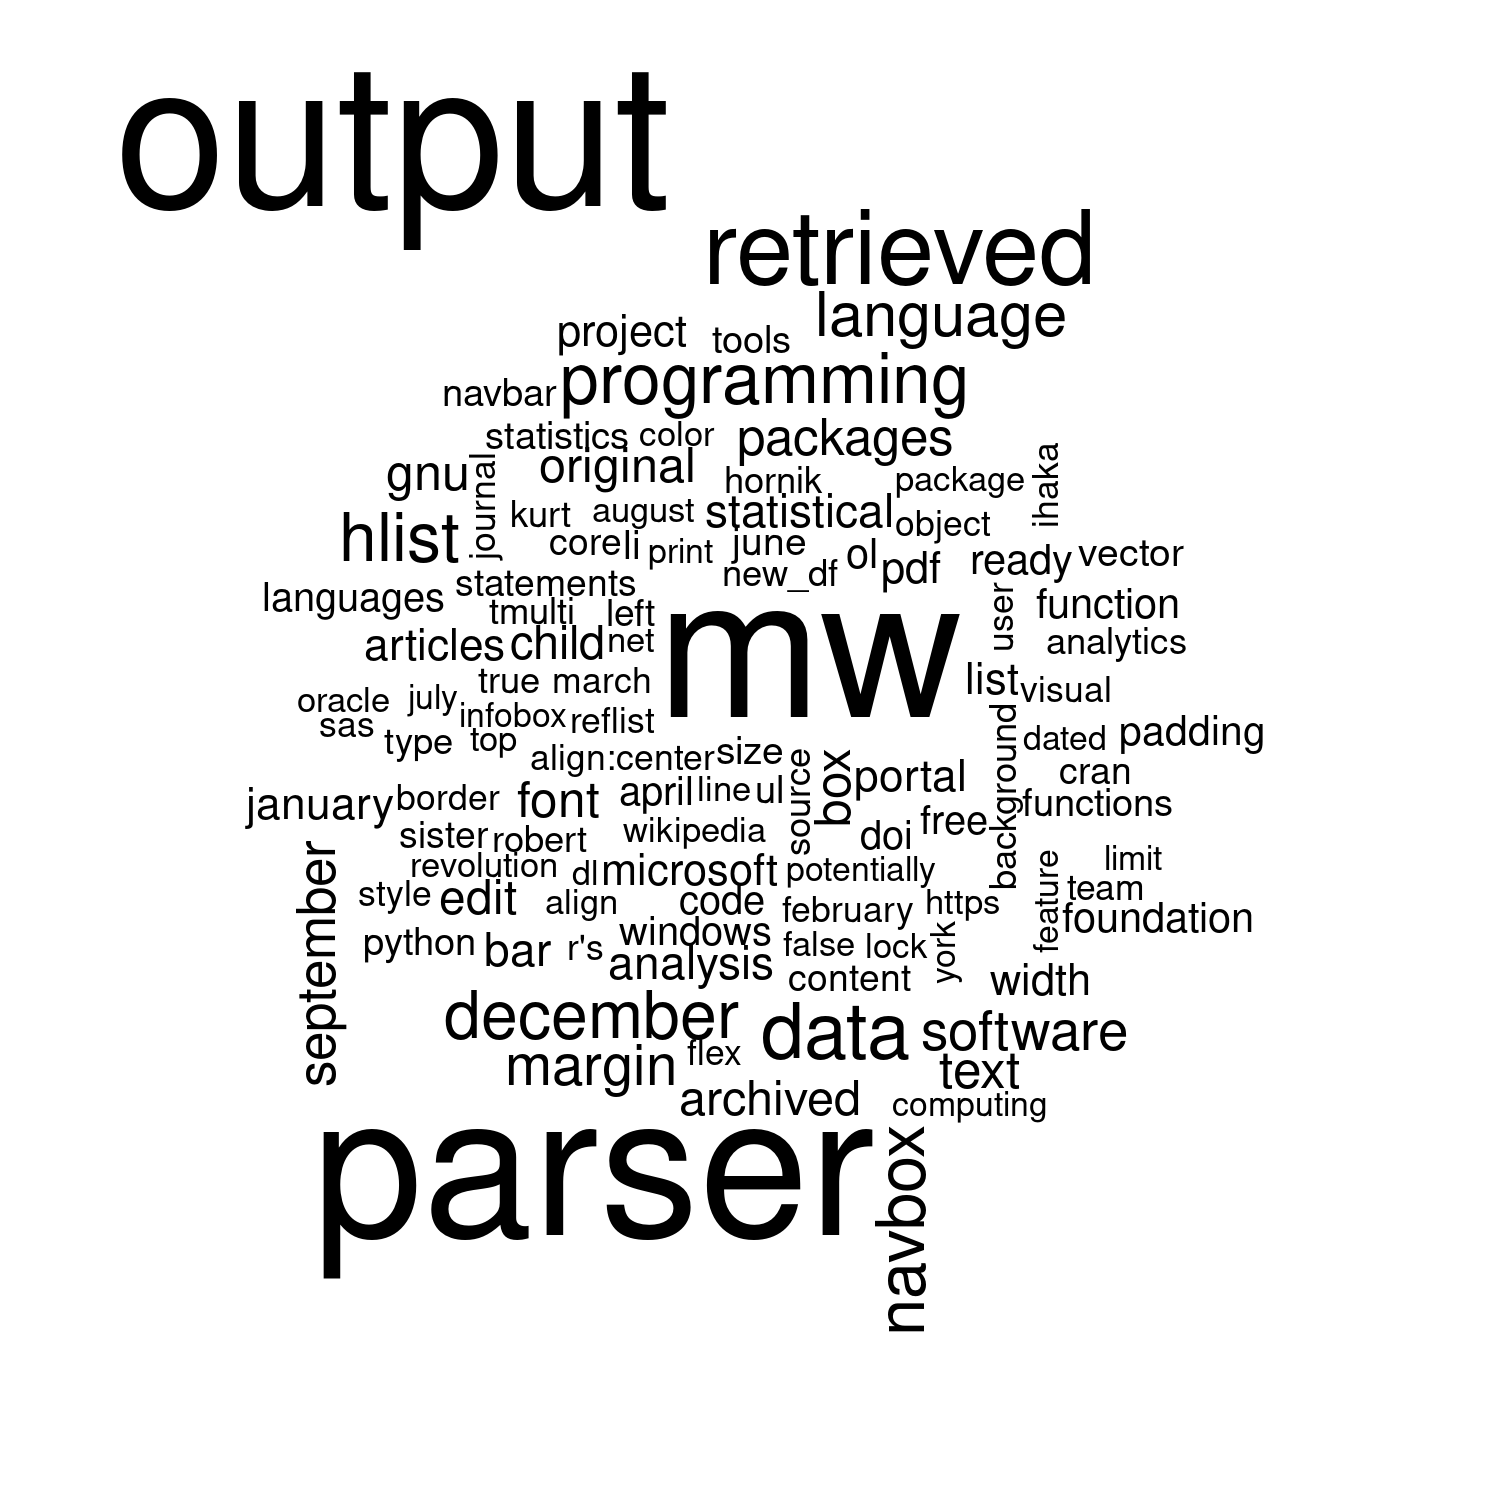 output
retrieved
language
project
tools
programming
navbar
statistics
color
packages
gnu
journal
original
hornik
package
ihaka
hlist
kurt
august
statistical
object
core
li
print
june
ol
pdf
ready
vector
new_df
languages
statements
tmulti
left
mw
user
function
articles
child
net
analytics
true
march
list
visual
oracle
july
infobox
reflist
sas
type
top
background
dated
padding
align:center
size
source
box
portal
cran
january
border
font
april
line
ul
functions
sister
robert
wikipedia
doi
free
revolution
dl
microsoft
potentially
feature
limit
team
september
style
edit
align
code
february
https
foundation
python
bar
r's
windows
false
lock
york
analysis
content
width
december
data
software
margin
flex
text
archived
computing
parser
navbox